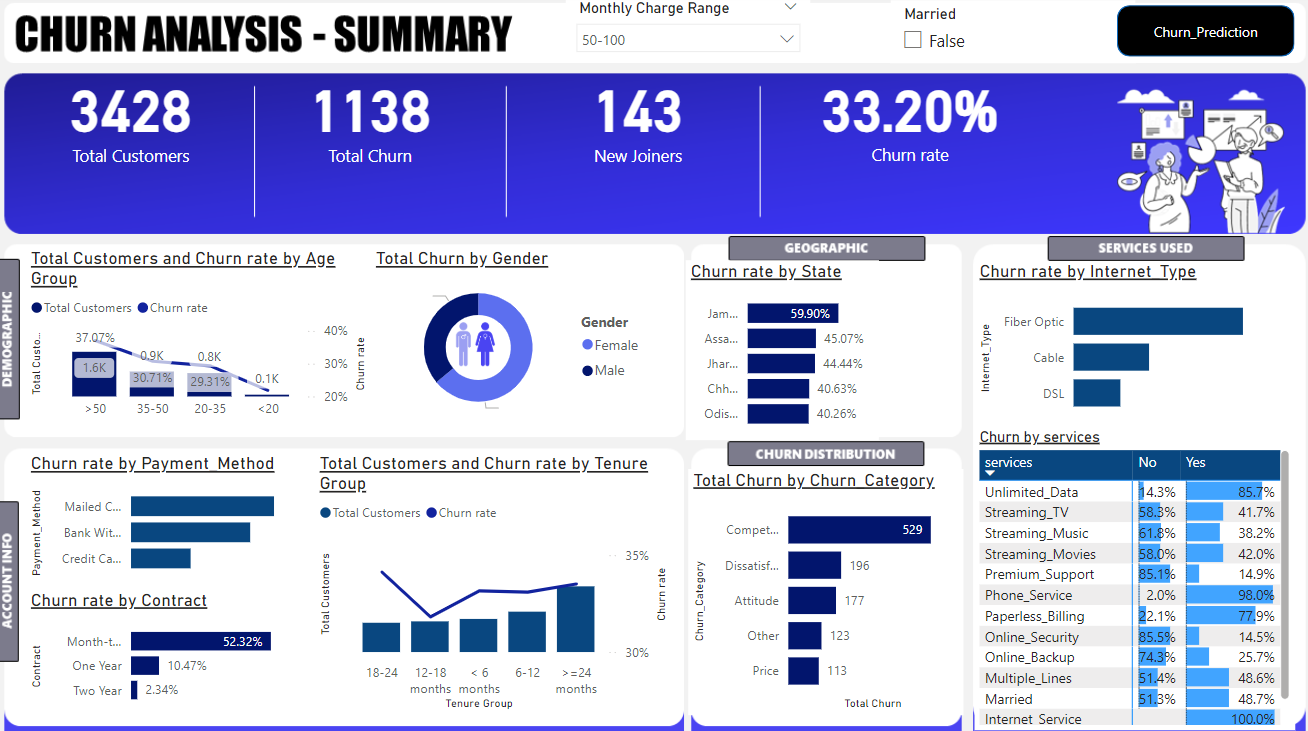 CHURN ANALYSIS - SUMMARY
Monthly Charge Range
50-100
Married
False
Churn_Prediction
3428
Total Customers
1138
Total Churn
143
New Joiners
33.20%
Churn rate
DEMOGRAPHIC
Total Customers and Churn rate by Age
Group
Total Customers
Churn rate
37.07%
0.9K
0.8K
0.1K
1.6K
30.71%
29.31%
40%
30%
20%
Total Custo...
Churn rate
>50
35-50
20-35
<20
Total Churn by Gender
Gender
Female
Male
GEOGRAPHIC
Churn rate by State
Jam...
59.90%
Assa...
45.07%
Jhar...
44.44%
Chh...
40.63%
Odis...
40.26%
SERVICES USED
Churn rate by Internet_Type
Internet_Type
Fiber Optic
Cable
DSL
ACCOUNT INFO
Churn rate by Payment_Method
Payment_Method
Mailed C...
Bank Wit...
Credit Ca...
Churn rate by Contract
Contract
Month-t...
52.32%
One Year
10.47%
Two Year
2.34%
Total Customers and Churn rate by Tenure
Group
Total Customers
Churn rate
Total Customers
35%
30%
Churn rate
18-24
12-18
months
< 6
months
6-12
>=24
months
Tenure Group
CHURN DISTRIBUTION
Total Churn by Churn_Category
Churn_Category
Compet...
529
Dissatisf...
196
Attitude
177
Other
123
Price
113
Total Churn
Churn by services
services No Yes
Unlimited_Data 14.3% 85.7%
Streaming_TV 58.3% 41.7%
Streaming_Music 61.8% 38.2%
Streaming_Movies 58.0% 42.0%
Premium_Support 85.1% 14.9%
Phone_Service 2.0% 98.0%
Paperless_Billing 22.1% 77.9%
Online_Security 85.5% 14.5%
Online_Backup 74.3% 25.7%
Multiple_Lines 51.4% 48.6%
Married 51.3% 48.7%
Internet_Service 100.0%